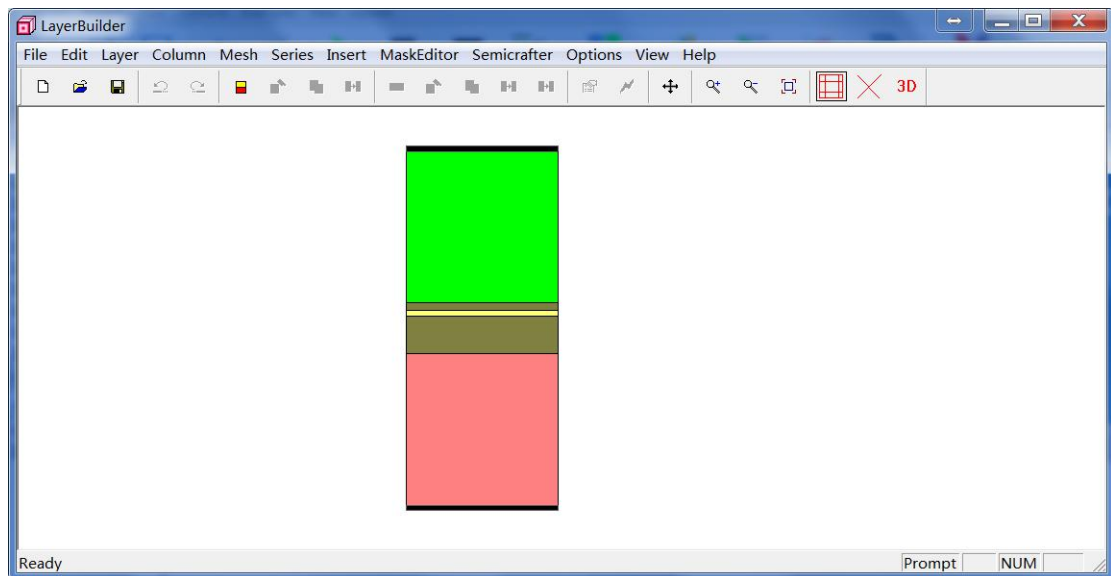 LayerBuilder
File Edit Layer Column Mesh Series Insert MaskEditor Semicrafter Options View Help
3D
Ready Prompt NUM